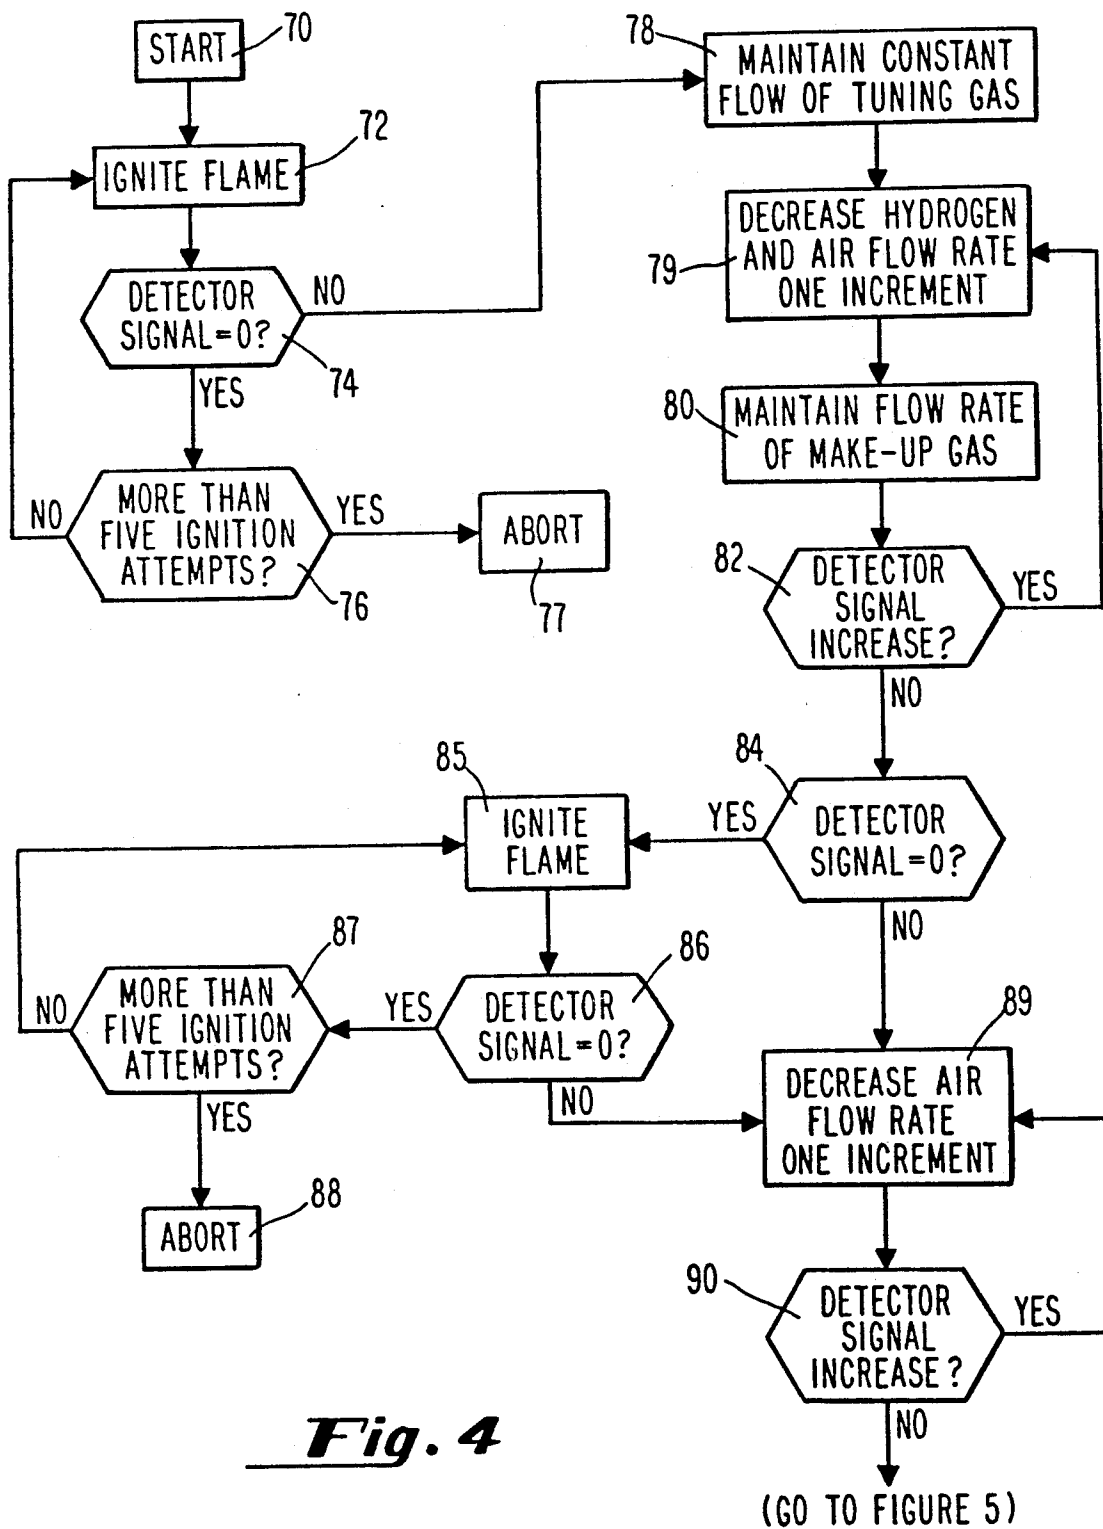 START
70
IGNITE FLAME
72
DETECTOR
SIGNAL=0?
74
NO
YES
MORE THAN
FIVE IGNITION
ATTEMPTS?
76
NO
YES
ABORT
77
78
MAINTAIN CONSTANT
FLOW OF TUNING GAS
79
DECREASE HYDROGEN
AND AIR FLOW RATE
ONE INCREMENT
80
MAINTAIN FLOW RATE
OF MAKE-UP GAS
82
DETECTOR
SIGNAL
INCREASE?
YES
NO
84
DETECTOR
SIGNAL=0?
YES
NO
85
IGNITE
FLAME
86
DETECTOR
SIGNAL=0?
YES
NO
87
MORE THAN
FIVE IGNITION
ATTEMPTS?
NO
YES
ABORT
88
89
DECREASE AIR
FLOW RATE
ONE INCREMENT
90
DETECTOR
SIGNAL
INCREASE?
YES
NO
(GO TO FIGURE 5)
Fig. 4